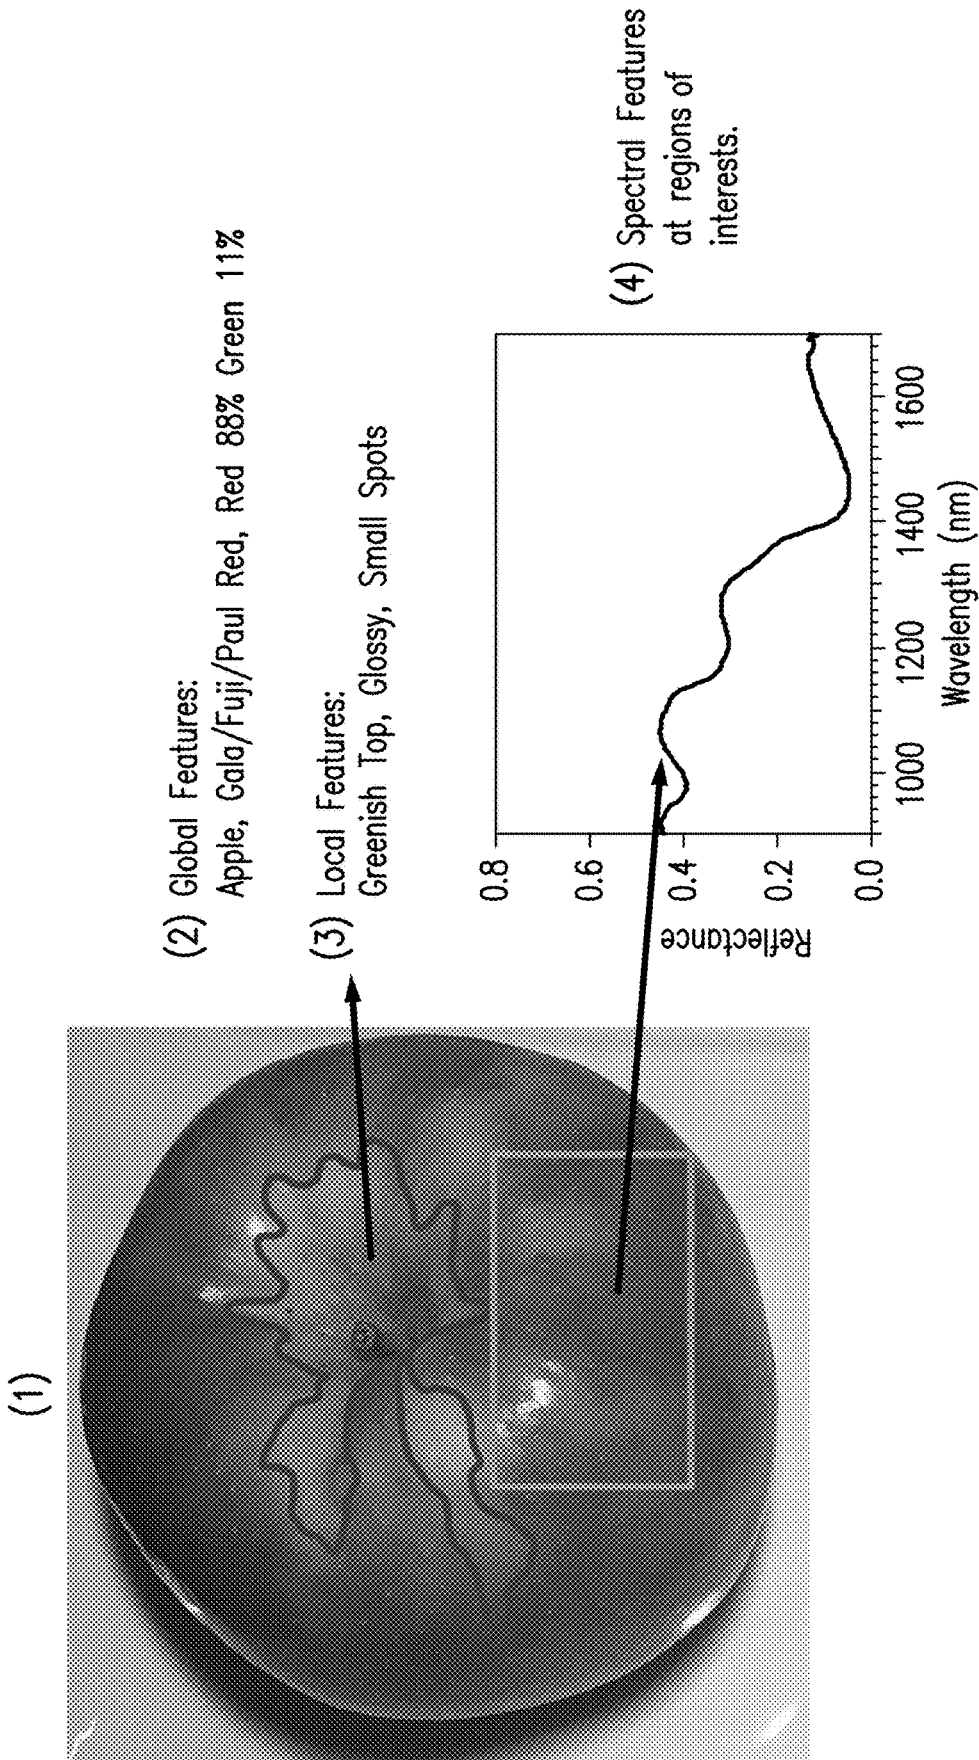 (1)
(2) Global Features:
Apple, Gala/Fuji/Paul Red, Red 88% Green 11%
(3) Local Features:
Greenish Top, Glossy, Small Spots
(4) Spectral Features
at regions of
interests.
Reflectance
0.8
0.6
0.4
0.2
0.0
1000 1200 1400 1600
Wavelength (nm)